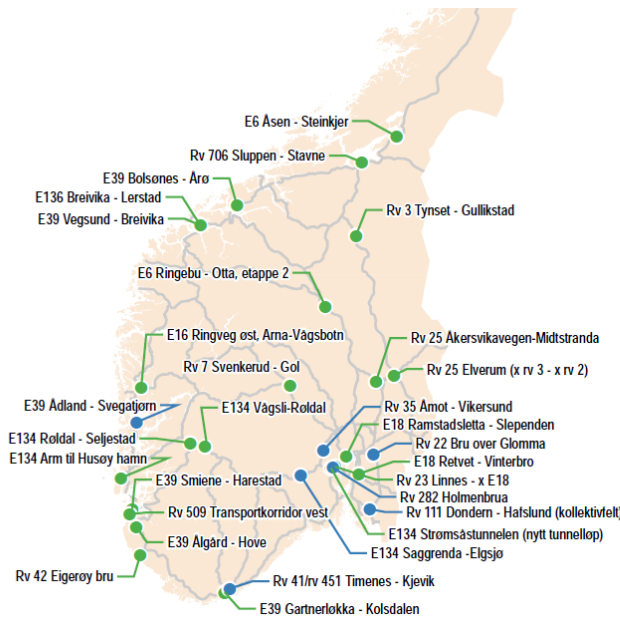 E6 Åsen - Steinkjer
Rv 706 Sluppen - Stavne
E39 Bolsønes - Årø
E136 Breivika - Lerstad
E39 Vegsund - Breivika
Rv 3 Tynset - Gullikstad
E6 Ringebu - Otta, etappe 2
E16 Ringveg øst, Arna-Vågsbotn
Rv 25 Åkersvikavegen-Midtstranda
Rv 7 Svenkerud - Gol
Rv 25 Elverum (x rv 3 - x rv 2)
E39 Ådland - Svegatjørn
E134 Vågsli-Røldal
Rv 35 Åmot - Vikersund
E18 Ramstadsletta - Slependen
E134 Røldal - Seljestad
Rv 22 Bru over Glomma
E134 Arm til Husøy hamn
E18 Retvet - Vinterbro
E39 Smiene - Harestad
Rv 23 Linnes - x E18
Rv 282 Holmenbrua
Rv 509 Transportkorridor vest
Rv 111 Dondern - Hafslund (kollektivfelt)
E39 Ålgård - Hove
E134 Strømsåstunnelen (nytt tunnelløp)
E134 Saggrenda -Elgsjø
Rv 42 Eigerøy bru
Rv 41/rv 451 Timenes - Kjevik
E39 Gartnerløkka - Kolsdalen